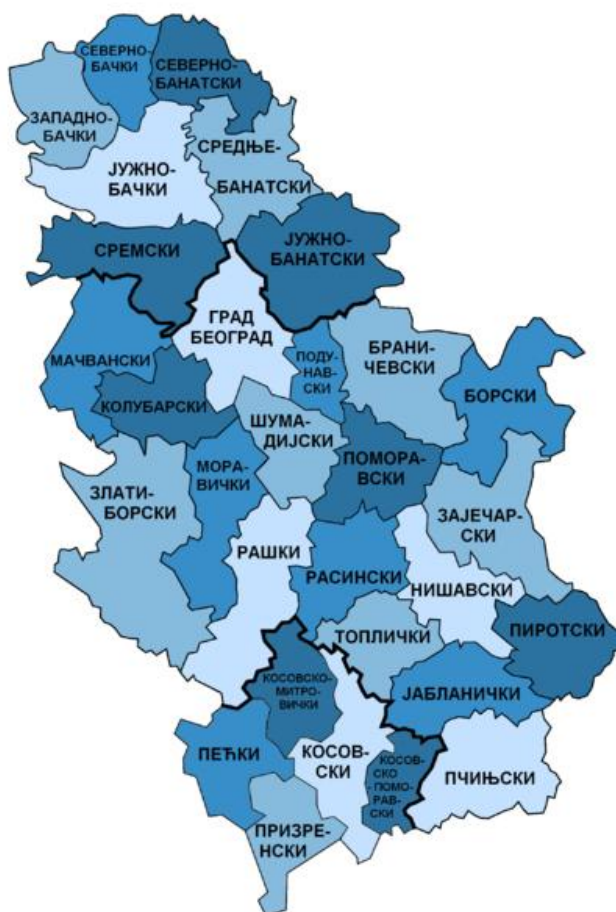 СЕВЕРНО-
БАЧКИ
СЕВЕРНО-
БАНАТСКИ
ЗАПАДНО-
БАЧКИ
ЈУЖНО-
БАЧКИ
СРЕДЊЕ-
БАНАТСКИ
СРЕМСКИ
ЈУЖНО-
БАНАТСКИ
ГРАД
БЕОГРАД
МАЧВАНСКИ
ПОДУ-
НАВ-
СКИ
БРАНИ-
ЧЕВСКИ
БОРСКИ
КОЛУБАРСКИ
ШУМА-
ДИЈСКИ
ПОМОРА-
ВСКИ
МОРА-
ВИЧКИ
ЗЛАТИ-
БОРСКИ
ЗАЈЕЧАР-
СКИ
РАШКИ
РАСИНСКИ
НИШАВСКИ
ПИРОТСКИ
ТОПЛИЧКИ
КОСОВСКО-
МИТРО-
ВИЧКИ
ЈАБЛАНИЧКИ
ПЕЋКИ
КОСОВ-
СКИ
КОСОВ-
СКО
-ПОМО-
РАВ-
СКИ
ПЧИЊСКИ
ПРИЗРЕ-
НСКИ